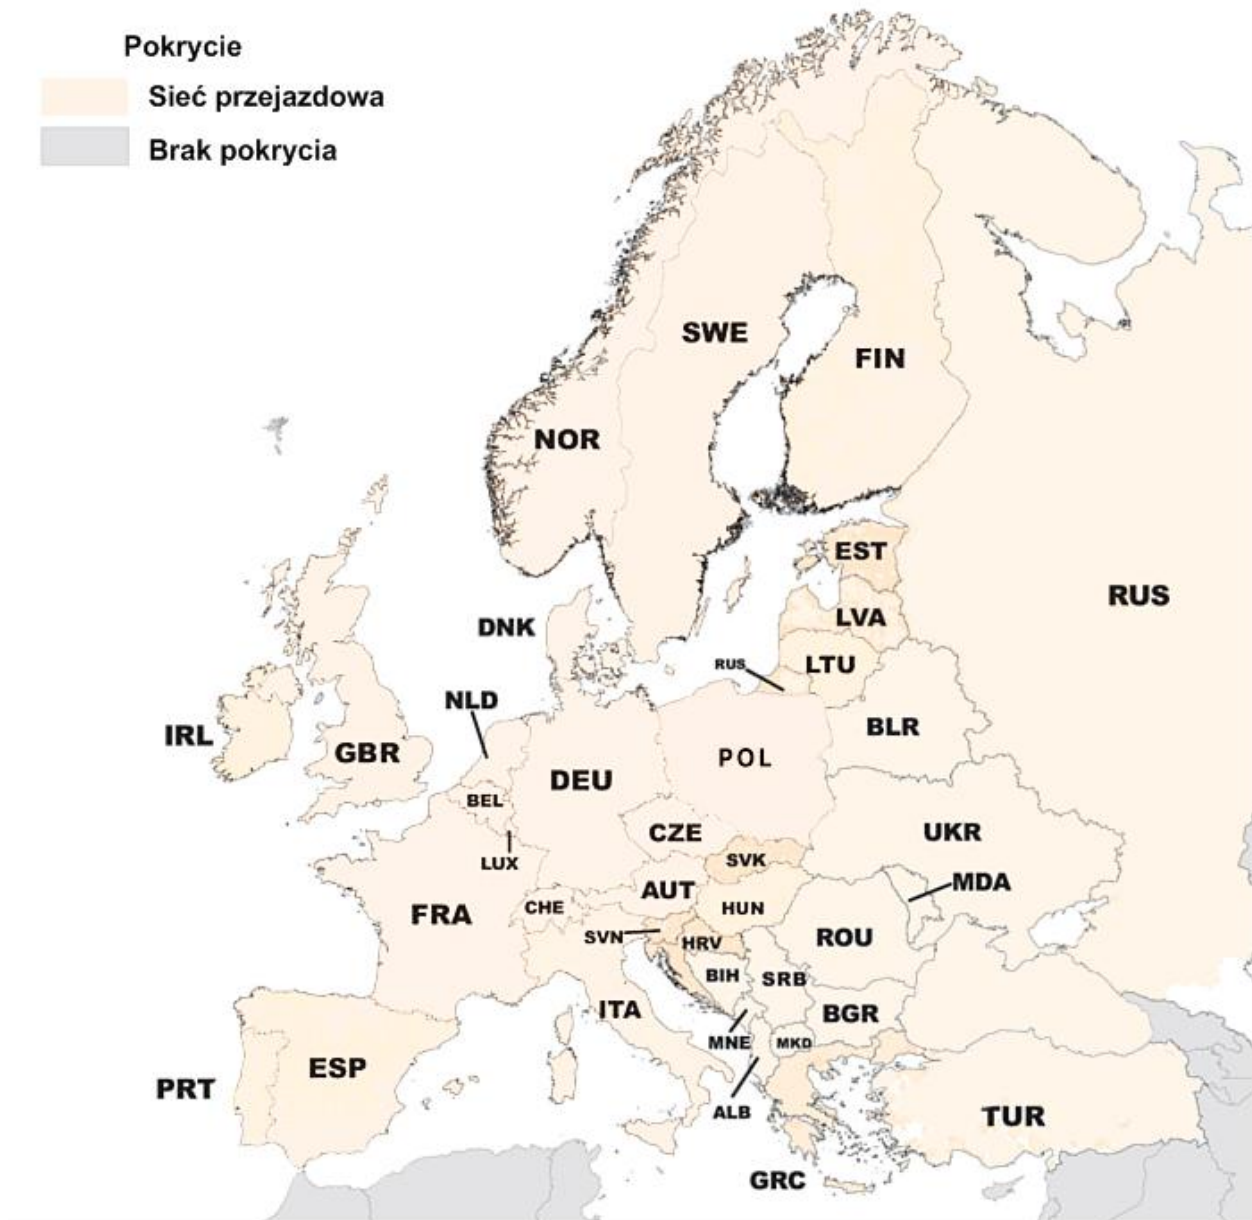 Pokrycie
Sieć przejazdowa
Brak pokrycia
SWE
FIN
NOR
EST
RUS
LVA
DNK
RUS
LTU
NLD
BLR
IRL
GBR
POL
DEU
BEL
CZE
UKR
SVK
LUX
MDA
AUT
CHE
HUN
FRA
SVN
HRV
ROU
BIH
SRB
ITA
BGR
MNE
MKD
ESP
PRT
ALB
TUR
GRC